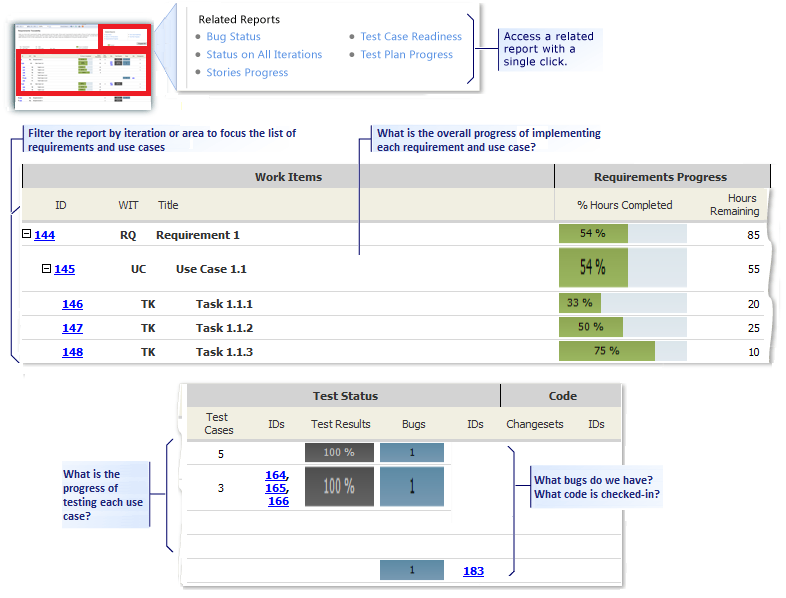 Related Reports
Bug Status
Test Case Readiness
Status on All Iterations
Test Plan Progress
Stories Progress
Access a related
report with a
single click.
Filter the report by iteration or area to focus the list of
requirements and use cases
What is the overall progress of implementing
each requirement and use case?
Work Items
Requirements Progress
ID WIT Title % Hours Completed Hours
Remaining
144 RQ Requirement 1 54 % 85
145 UC Use Case 1.1 54 % 55
146 TK Task 1.1.1 33 % 20
147 TK Task 1.1.2 50 % 25
148 TK Task 1.1.3 75 % 10
Test Status Code
Test
Cases IDs Test Results Bugs IDs Changesets IDs
5 100 % 1
3 164,
165,
166 100 % 1
1 183
What is the
progress of
testing each use
case?
What bugs do we have?
What code is checked-in?